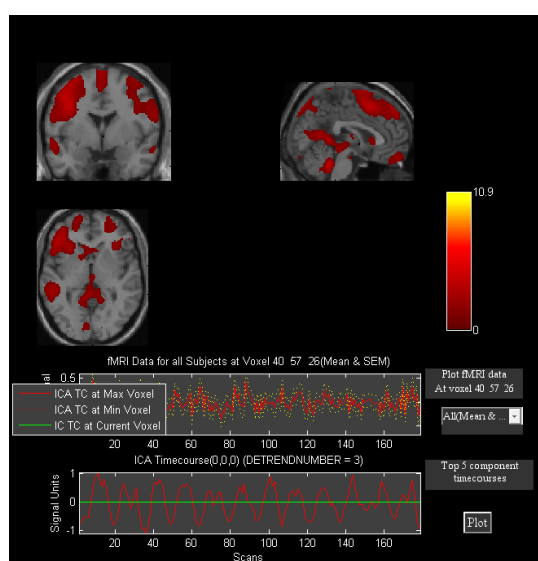 10.9
0
fMRI Data for all Subjects at Voxel 40 57 26(Mean & SEM)
0.5
ICA TC at Max Voxel
ICA TC at Min Voxel
IC TC at Current Voxel
20 40 60 80 100 120 140 160
Plot fMRI data
At voxel 40 57 26
All(Mean & ...
ICA Timecourse(0,0,0) (DETRENDNUMBER = 3)
Signal Units
1
0
-1
20 40 60 80 100 120 140 160
Scans
Top 5 component
timecourses
Plot